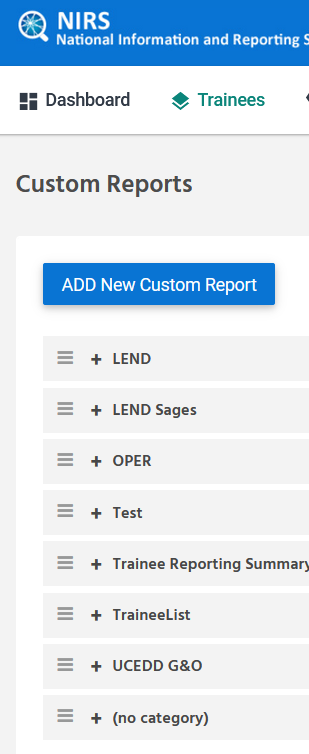 NIRS
National Information and Reporting S
Dashboard
Trainees
Custom Reports
ADD New Custom Report
+ LEND
+ LEND Sages
+ OPER
+ Test
+ Trainee Reporting Summary
+ TraineeList
+ UCEDD G&O
+ (no category)